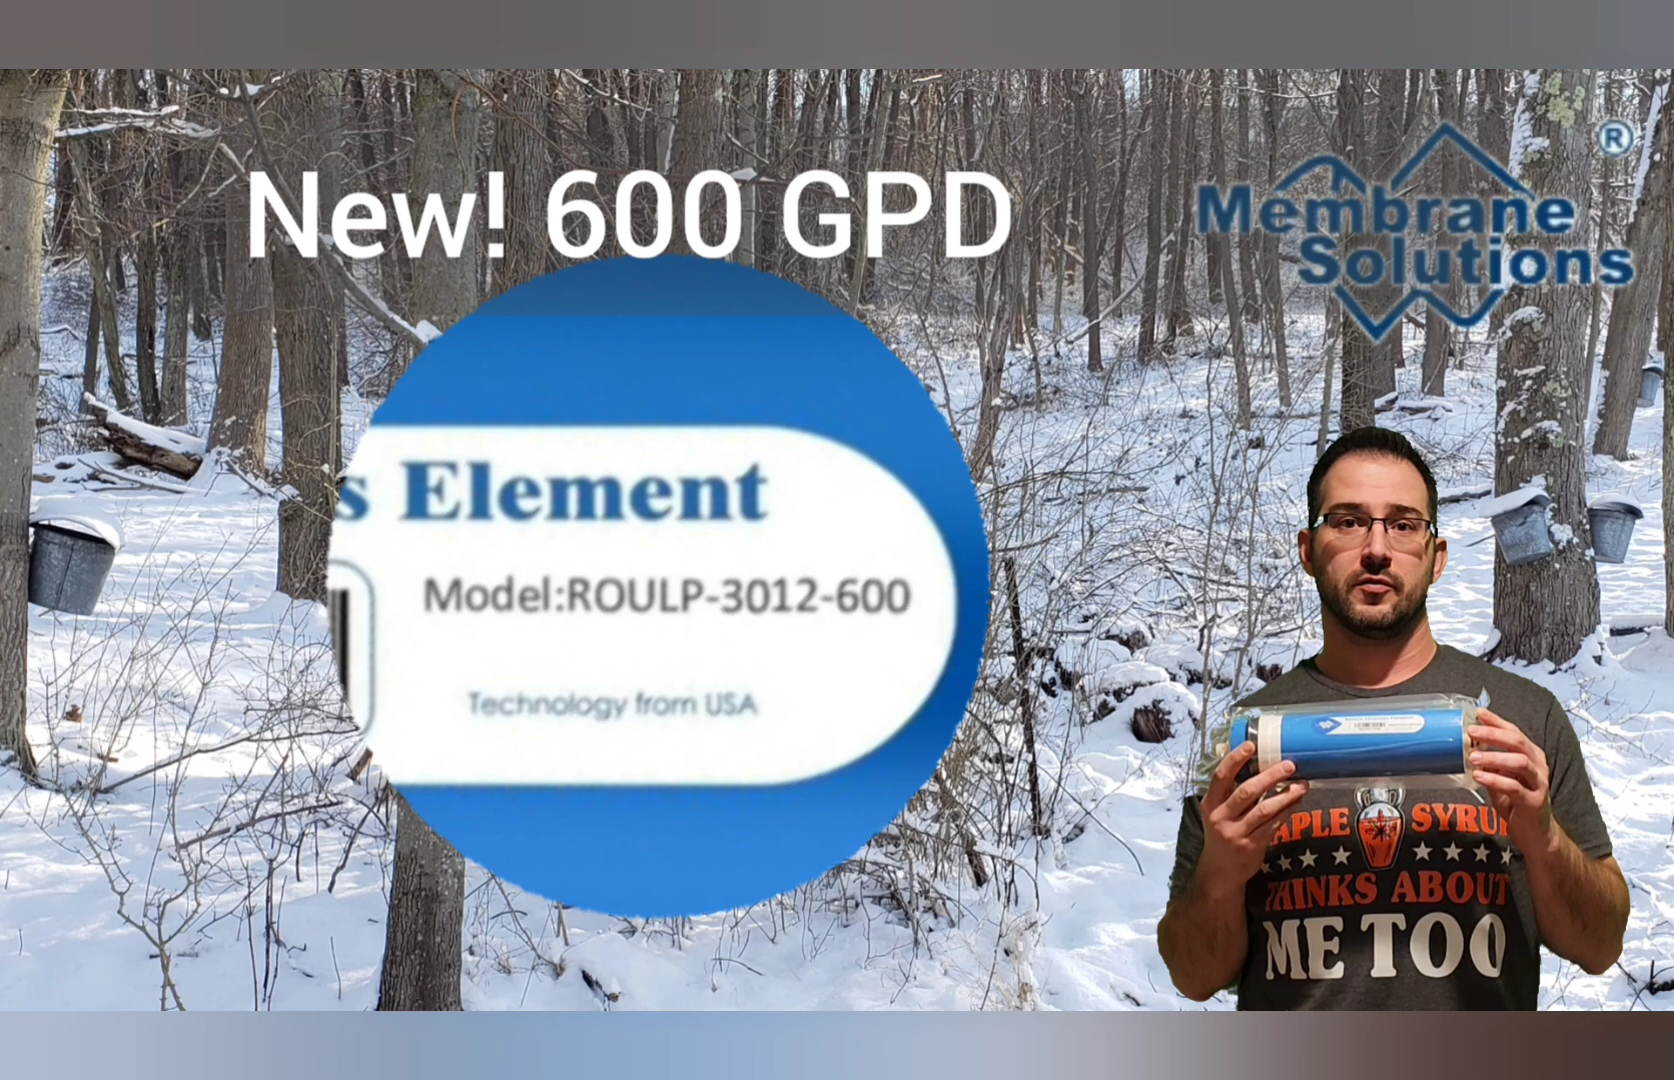 New! 600 GPD
Membrane
Solutions
®
s Element
Model:ROULP-3012-600
Technology from USA
APLE SYRU
THINKS ABOUT
ME TOO